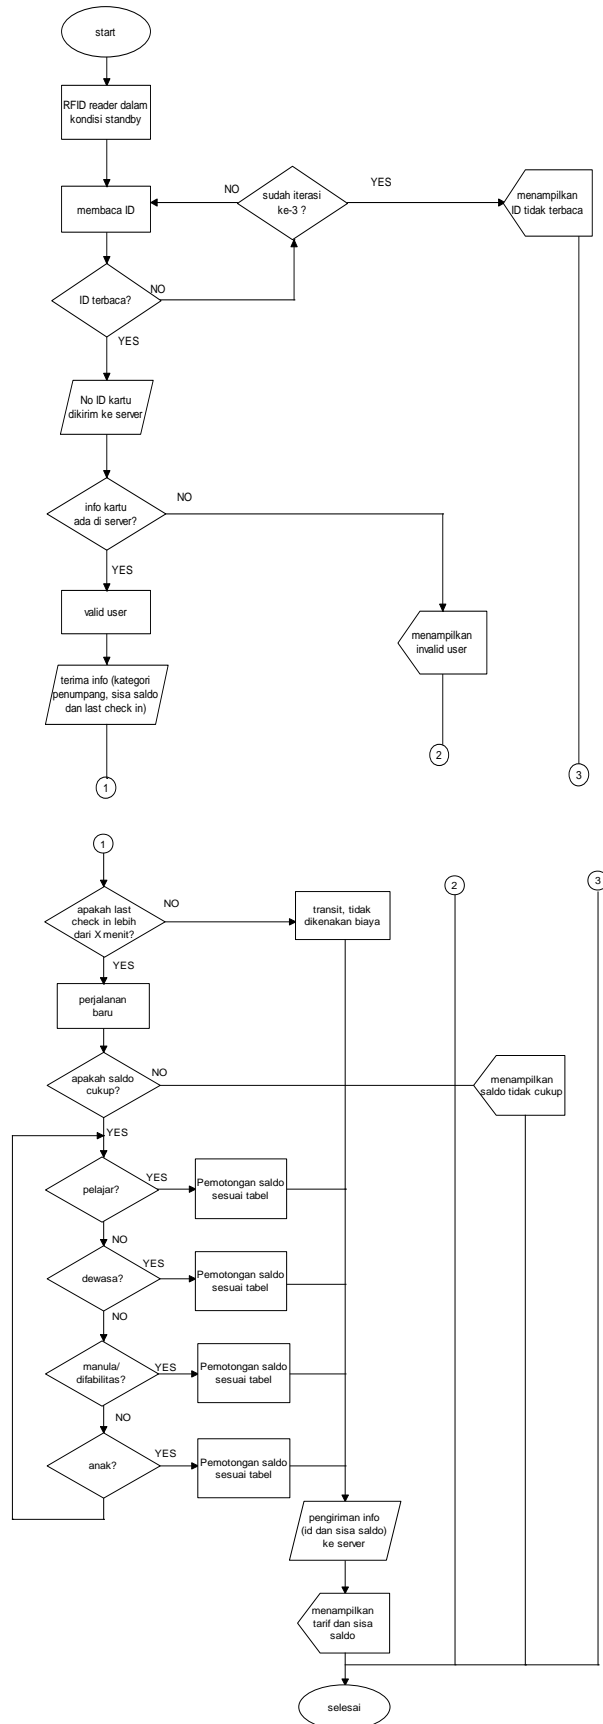 start
RFID reader dalam
kondisi standby
membaca ID
NO
sudah iterasi
ke-3 ?
YES
menampilkan
ID tidak terbaca
ID terbaca?
NO
YES
No ID kartu
dikirim ke server
info kartu
ada di server?
NO
YES
valid user
menampilkan
invalid user
terima info (kategori
penumpang, sisa saldo
dan last check in)
1
2
3
1
2
3
apakah last
check in lebih
dari X menit?
NO
transit, tidak
dikenakan biaya
YES
perjalanan
baru
apakah saldo
cukup?
NO
menampilkan
saldo tidak cukup
YES
pelajar?
YES
Pemotongan saldo
sesuai tabel
NO
dewasa?
YES
Pemotongan saldo
sesuai tabel
NO
manula/
difabilitas?
YES
Pemotongan saldo
sesuai tabel
NO
anak?
YES
Pemotongan saldo
sesuai tabel
pengiriman info
(id dan sisa saldo)
ke server
menampilkan
tarif dan sisa
saldo
selesai